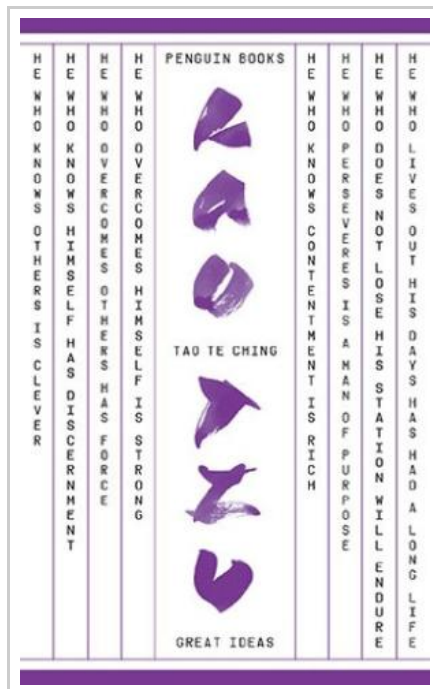 HE WHO KNOWS OTHERS IS CLEVER
HE WHO KNOWS HIMSELF HAS DISCERNMENT
HE WHO OVERCOMES OTHERS HAS FORCE
HE WHO OVERCOMES HIMSELF IS STRONG
PENGUIN BOOKS
LAO
TAO TE CHING
TZU
GREAT IDEAS
HE WHO KNOWS CONTENTMENT IS RICH
HE WHO PERSEVERES IS A MAN OF PURPOSE
HE WHO DOES NOT LOSE HIS STATION WILL ENDURE
HE WHO LIVES OUT HIS DAYS HAS HAD A LONG LIFE